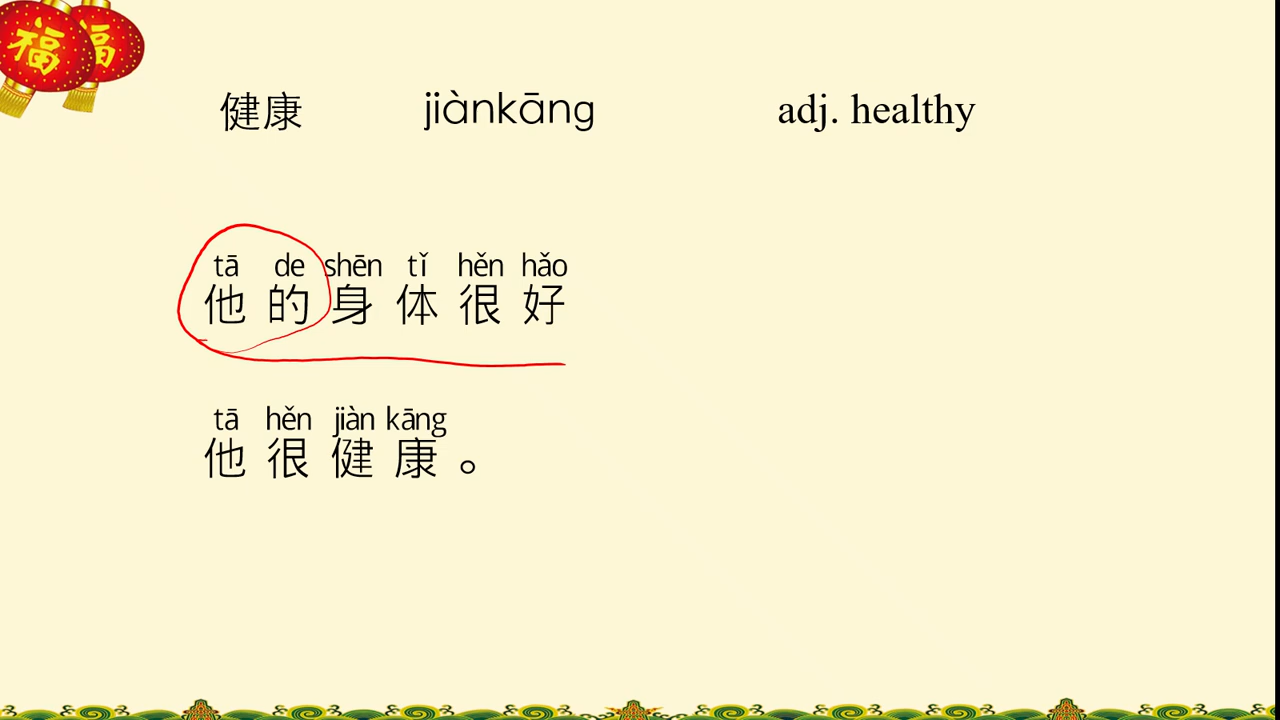 福 福
健康 jiànkāng adj. healthy
tā de shēn tǐ hěn hǎo
他 的 身 体 很 好
tā hěn jiàn kāng
他 很 健 康 。